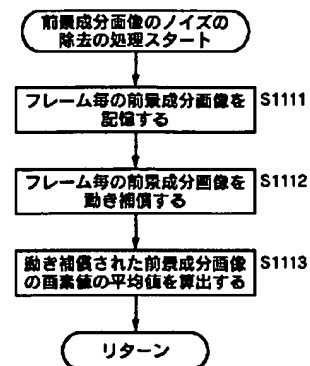 前景成分画像のノイズの
除去の処理スタート
フレーム毎の前景成分画像を
記憶する
S1111
フレーム毎の前景成分画像を
動き補償する
S1112
動き補償された前景成分画像
の画素値の平均値を算出する
S1113
リターン